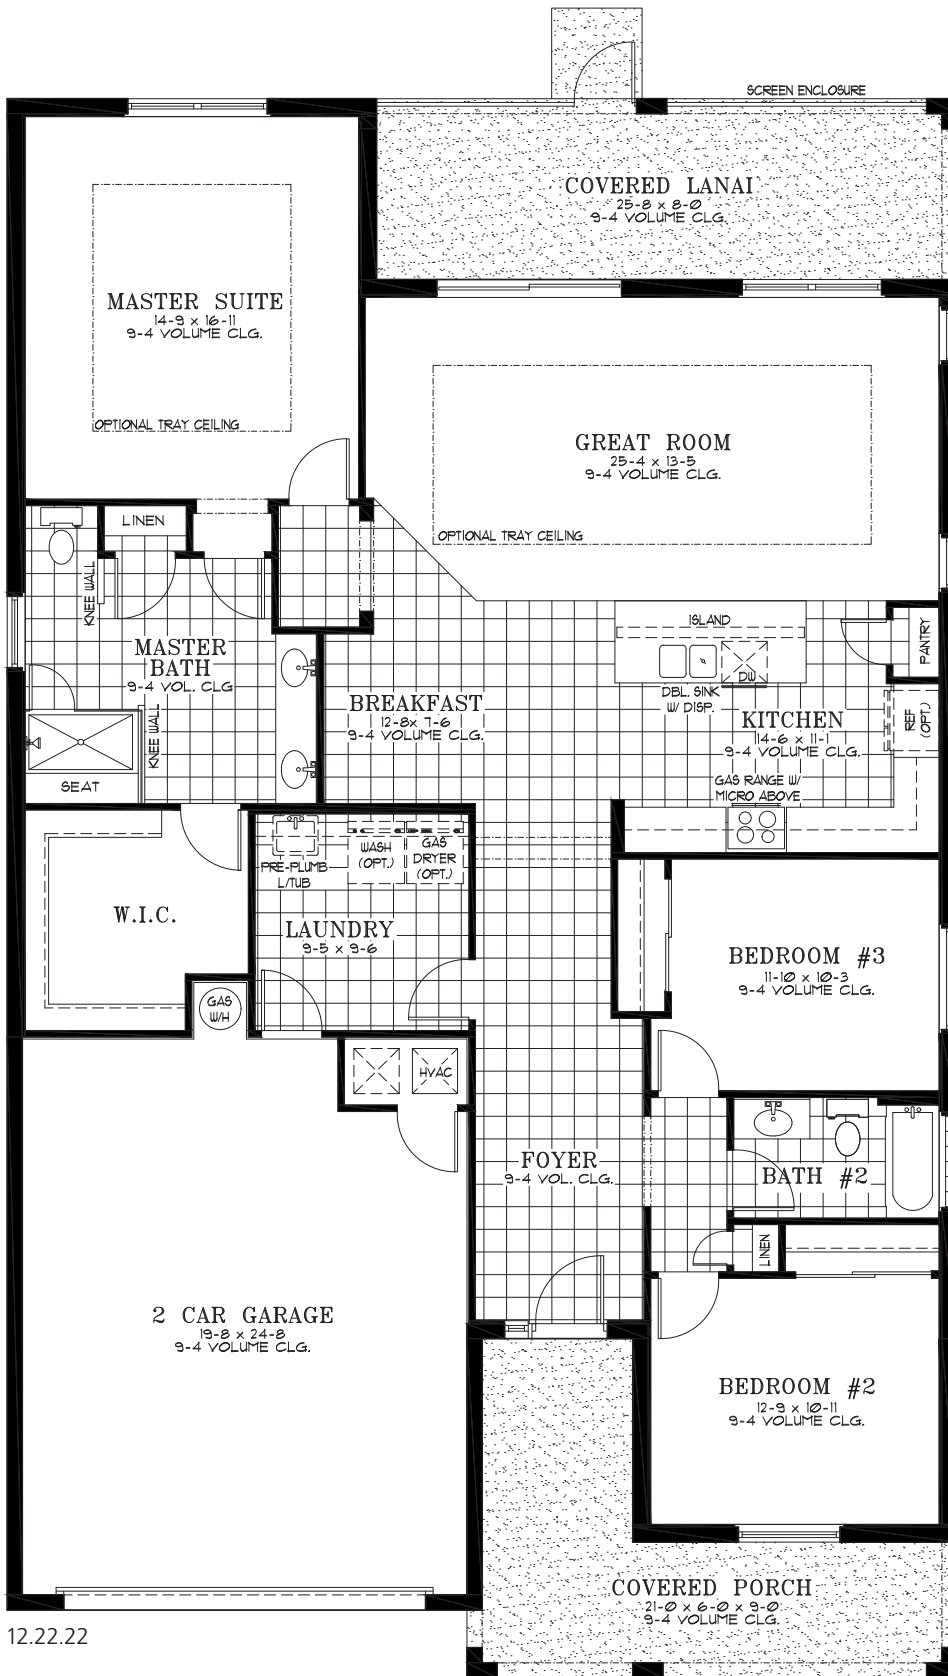 SCREEN ENCLOSURE
COVERED LANAI
25-8 x 8-0
9-4 VOLUME CLG.
MASTER SUITE
14-9 x 16-11
9-4 VOLUME CLG.
OPTIONAL TRAY CEILING
GREAT ROOM
25-4 x 13-5
9-4 VOLUME CLG.
OPTIONAL TRAY CEILING
LINEN
KNEE WALL
MASTER
BATH
9-4 VOL. CLG
KNEE WALL
SEAT
ISLAND
DW
DBL. SINK
W/ DISP.
PANTRY
BREAKFAST
12-8x 7-6
9-4 VOLUME CLG.
KITCHEN
14-6 x 11-1
9-4 VOLUME CLG.
REF
(OPT.)
GAS RANGE W/
MICRO ABOVE
W.I.C.
PRE-PLUMB
L/TUB
WASH
(OPT.)
GAS
DRYER
(OPT.)
LAUNDRY
9-5 x 9-6
GAS
W/H
HVAC
BEDROOM #3
11-10 x 10-3
9-4 VOLUME CLG.
FOYER
9-4 VOL. CLG.
BATH #2
LINEN
2 CAR GARAGE
19-8 x 24-8
9-4 VOLUME CLG.
BEDROOM #2
12-9 x 10-11
9-4 VOLUME CLG.
COVERED PORCH
21-0 x 6-0 x 9-0
9-4 VOLUME CLG.
12.22.22